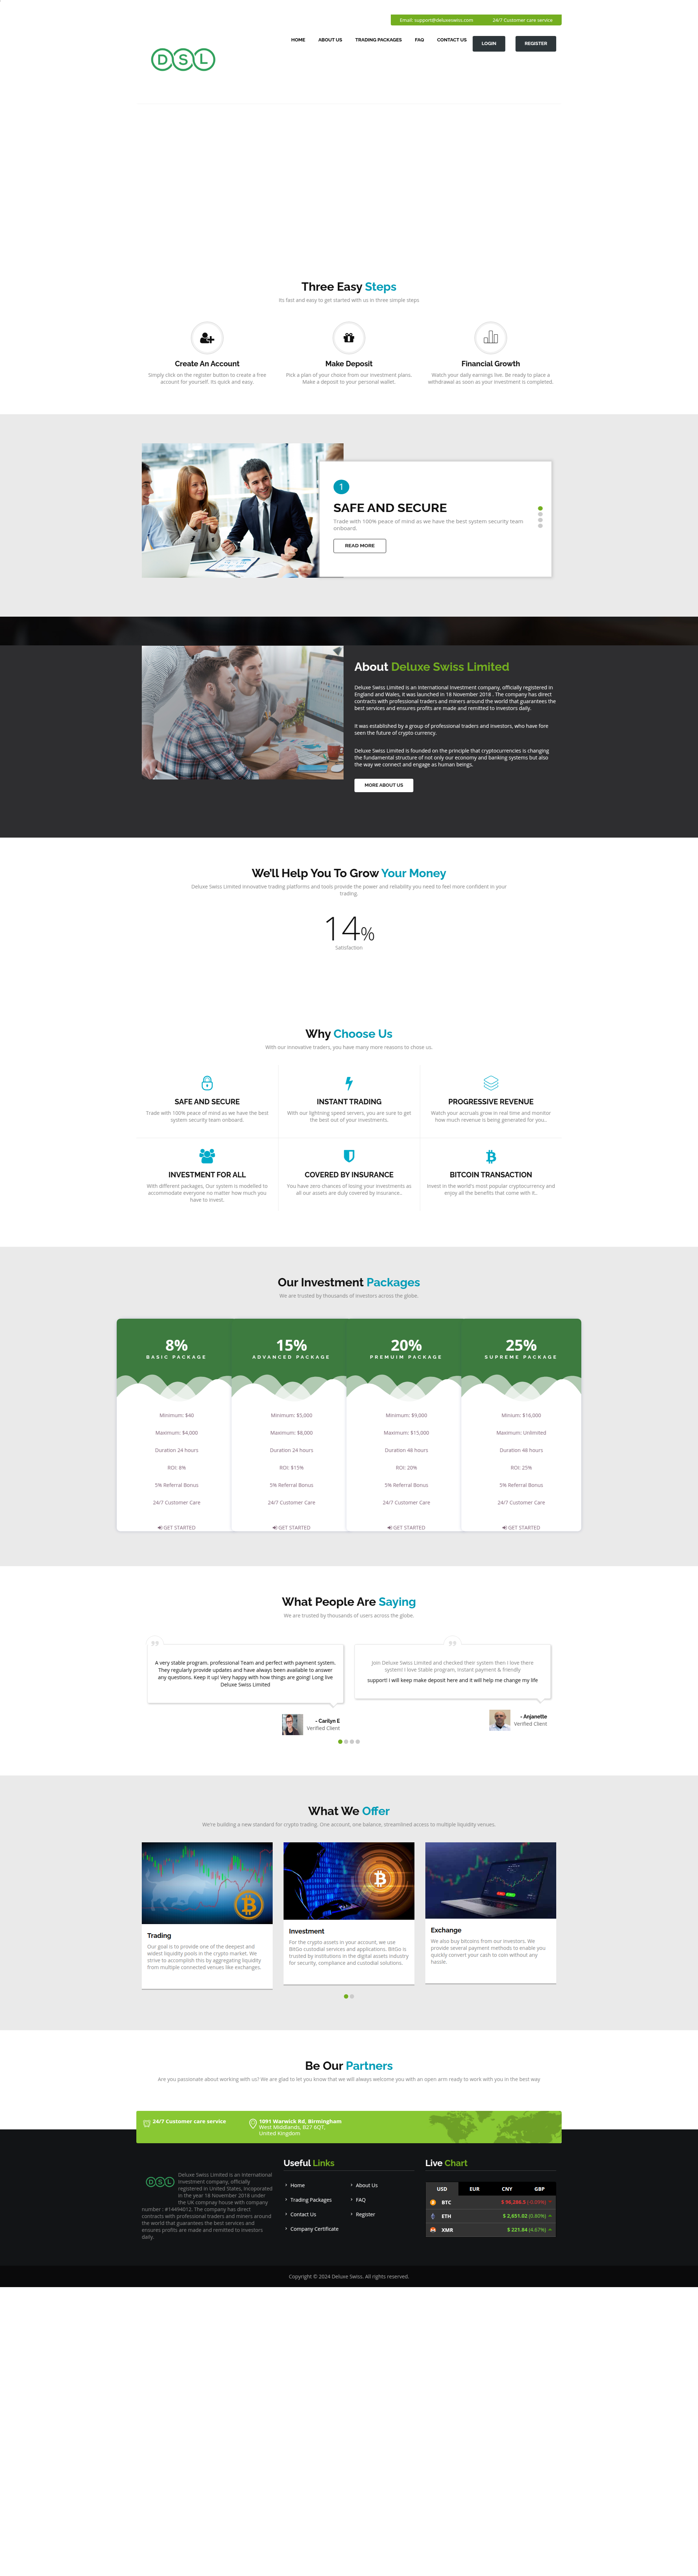 Email: support@deluxeswiss.com 24/7 Customer care service
DSL
HOME ABOUT US TRADING PACKAGES FAQ CONTACT US LOGIN REGISTER
Three Easy Steps
Its fast and easy to get started with us in three simple steps.
Create An Account
Simply click on the register button to create a free
account for yourself. Its quick and easy.
Make Deposit
Pick a plan of your choice from our investment plans.
Make a deposit to your personal wallet.
Financial Growth
Watch your daily earnings live. Be ready to place a
withdrawal as soon as your investment is completed.
1
SAFE AND SECURE
Trade with 100% peace of mind as we have the best system security team
onboard.
READ MORE
About Deluxe Swiss Limited
Deluxe Swiss Limited is an International Investment company, officially registered in
England and Wales, It was launched in 18 November 2018 . The company has direct
contracts with professional traders and miners around the world that guarantees the
best services and ensures profits are made and remitted to investors daily.
It was established by a group of professional traders and investors, who have fore
seen the future of crypto currency.
Deluxe Swiss Limited is founded on the principle that cryptocurrencies is changing
the fundamental structure of not only our economy and banking systems but also
the way we connect and engage as human beings.
MORE ABOUT US
We'll Help You To Grow Your Money
Deluxe Swiss Limited innovative trading platforms and tools provide the power and reliability you need to feel more confident in your
trading.
14%
Satisfaction
Why Choose Us
With our innovative traders, you have many more reasons to chose us.
SAFE AND SECURE
Trade with 100% peace of mind as we have the best
system security team onboard.
INSTANT TRADING
With our lightning speed servers, you are sure to get
the best out of your investments.
PROGRESSIVE REVENUE
Watch your accruals grow in real time and monitor
how much revenue is being generated for you..
INVESTMENT FOR ALL
With different packages, Our system is modelled to
accommodate everyone no matter how much you
have to invest.
COVERED BY INSURANCE
You have zero chances of losing your investments as
all our assets are duly covered by insurance..
BITCOIN TRANSACTION
Invest in the world's most popular cryptocurrency and
enjoy all the benefits that come with it..
Our Investment Packages
We are trusted by thousands of investors across the globe.
8%
BASIC PACKAGE
Minimum: $40
Maximum: $4,000
Duration 24 hours
ROI: 8%
5% Referral Bonus
24/7 Customer Care
GET STARTED
15%
ADVANCED PACKAGE
Minimum: $5,000
Maximum: $8,000
Duration 24 hours
ROI: $15%
5% Referral Bonus
24/7 Customer Care
GET STARTED
20%
PREMUIM PACKAGE
Minimum: $9,000
Maximum: $15,000
Duration 48 hours
ROI: 20%
5% Referral Bonus
24/7 Customer Care
GET STARTED
25%
SUPREME PACKAGE
Minium: $16,000
Maximum: Unlimited
Duration 48 hours
ROI: 25%
5% Referral Bonus
24/7 Customer Care
GET STARTED
What People Are Saying
We are trusted by thousands of users across the globe.
A very stable program. professional Team and perfect with payment system.
They regularly provide updates and have always been available to answer
any questions. Keep it up! Very happy with how things are going! Long live
Deluxe Swiss Limited
- Carilyn E
Verified Client
Join Deluxe Swiss Limited and checked their system then i love there
system! I love Stable program, instant payment & friendly
support! I will keep make deposit here and it will help me change my life
- Anjanette
Verified Client
What We Offer
We're building a new standard for crypto trading. One account, one balance, streamlined access to multiple liquidity venues.
Trading
Our goal is to provide one of the deepest and
widest liquidity pools in the crypto market. We
strive to accomplish this by aggregating liquidity
from multiple connected venues like exchanges.
Investment
For the crypto assets in your account, we use
BitGo custodial services and applications. BitGo is
trusted by institutions in the digital assets industry
for security, compliance and custodial solutions.
Exchange
We also buy bitcoins from our investors. We
provide several payment methods to enable you
quickly convert your cash to coin without any
hassle.
Be Our Partners
Are you passionate about working with us? We are glad to let you know that we will always welcome you with an open arm ready to work with you in the best way
24/7 Customer care service
1091 Warwick Rd, Birmingham
West Middlands, B27 6QT,
United Kingdom
DSL
Deluxe Swiss Limited is an International
Investment company, officially
registered in United States, Incorporated
in the year 18 November 2018 under
the UK company house with company
number : #14494012. The company has direct
contracts with professional traders and miners around
the world that guarantees the best services and
ensures profits are made and remitted to investors
daily.
Useful Links
Home
About Us
Trading Packages
FAQ
Contact Us
Register
Company Certificate
Live Chart
USD EUR CNY GBP
BTC
ETH $ 2,651.02 (0.80%)
XMR $ 221.84 (4.67%)
Copyright © 2024 Deluxe Swiss. All rights reserved.